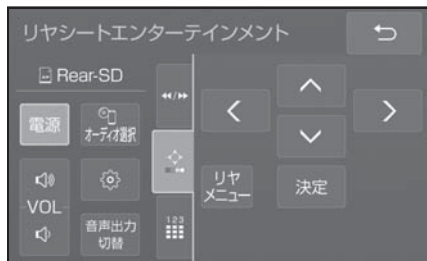 リヤシートエンターテインメント
Rear-SD
電源
オーディオ選択
VOL
音声出力
切替
123
リヤ
メニュー
決定